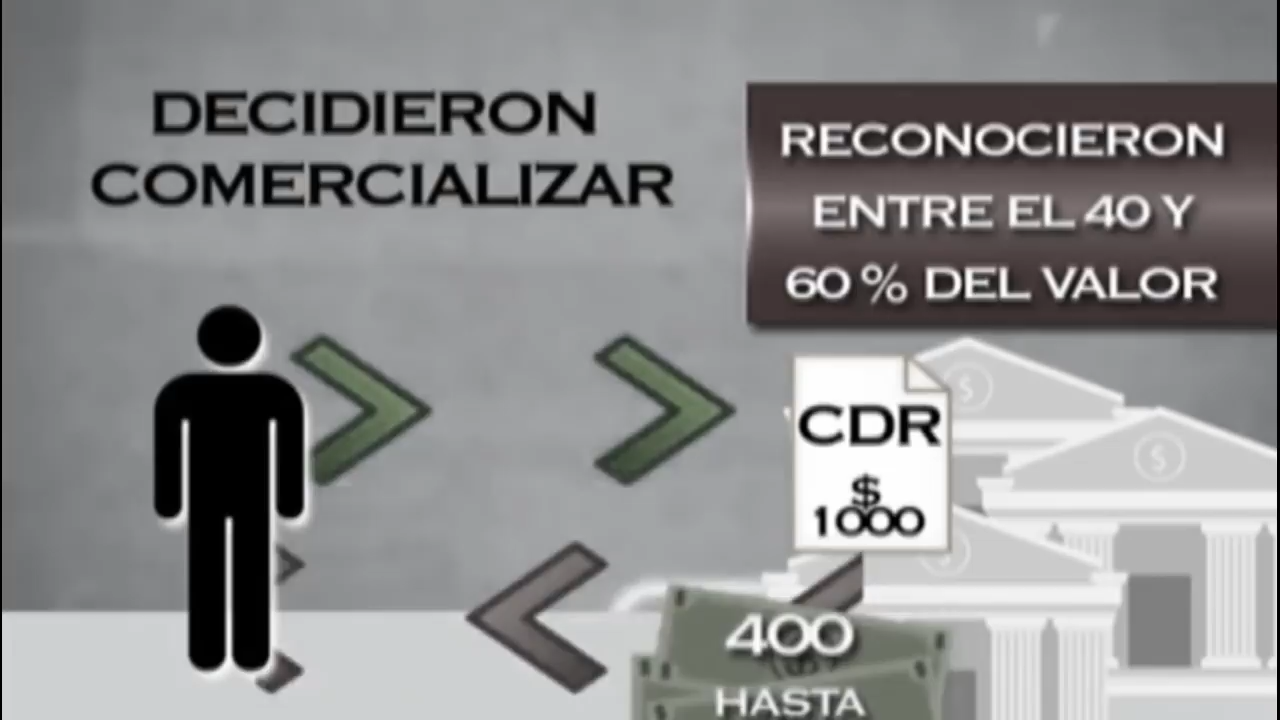 DECIDIERON
COMERCIALIZAR
RECONOCIERON
ENTRE EL 40 Y
60 % DEL VALOR
CDR
$
1000
400
HASTA